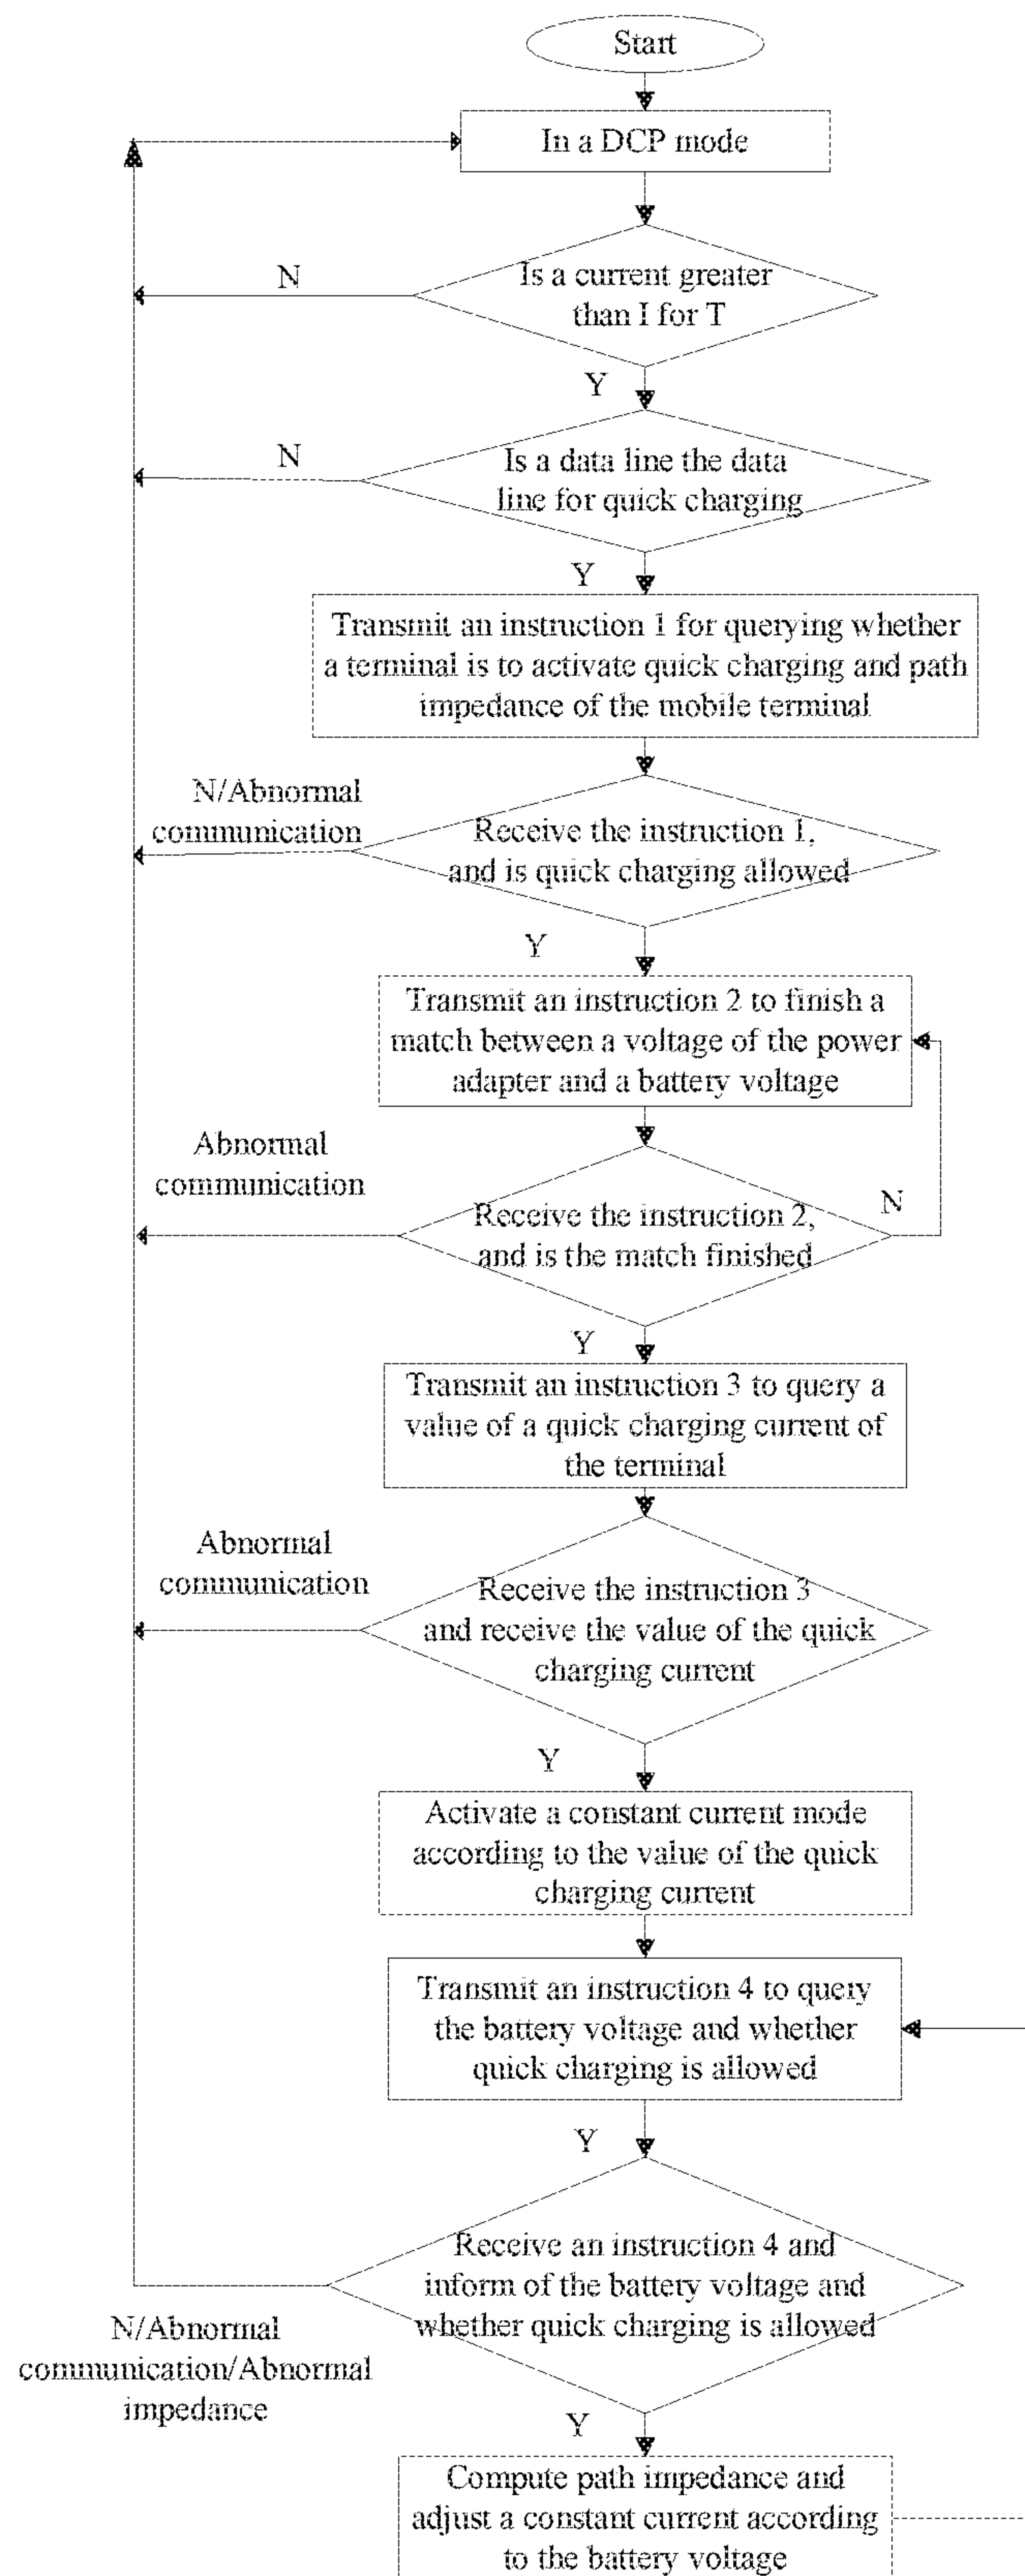 Start
In a DCP mode
Is a current greater
than I for T
N
Y
Is a data line the data
line for quick charging
N
Y
Transmit an instruction 1 for querying whether
a terminal is to activate quick charging and path
impedance of the mobile terminal
N/Abnormal
communication
Receive the instruction 1,
and is quick charging allowed
Y
Transmit an instruction 2 to finish a
match between a voltage of the power
adapter and a battery voltage
Abnormal
communication
Receive the instruction 2,
and is the match finished
N
Y
Transmit an instruction 3 to query a
value of a quick charging current of
the terminal
Abnormal
communication
Receive the instruction 3
and receive the value of the quick
charging current
Y
Activate a constant current mode
according to the value of the quick
charging current
Transmit an instruction 4 to query
the battery voltage and whether
quick charging is allowed
Y
Receive an instruction 4 and
inform of the battery voltage and
whether quick charging is allowed
N/Abnormal
communication/Abnormal
impedance
Y
Compute path impedance and
adjust a constant current according
to the battery voltage